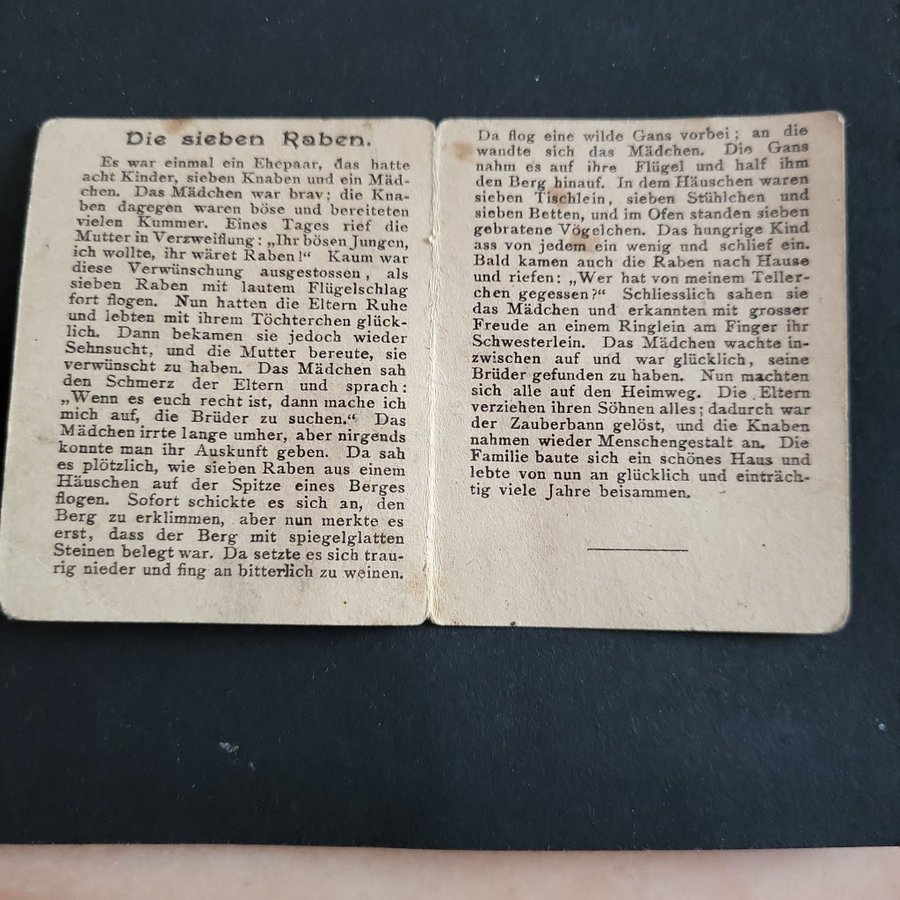 Die sieben Raben.
Es war einmal ein Ehepaar, das hatte
acht Kinder, sieben Knaben und ein Mäd-
chen. Das Mädchen war brav; die Kna-
ben dagegen waren böse und bereiteten
vielen Kummer. Eines Tages rief die
Mutter in Verzweiflung: „Ihr bösen Jungen,
ich wollte, ihr wäret Raben!“ Kaum war
diese Verwünschung ausgestossen, als
sieben Raben mit lautem Flügelschlag
fort flogen. Nun hatten die Eltern Ruhe
und lebten mit ihrem Töchterchen glück-
lich. Dann bekamen sie jedoch wieder
Sehnsucht, und die Mutter bereute, sie
verwünscht zu haben. Das Mädchen sah
den Schmerz der Eltern und sprach:
„Wenn es euch recht ist, dann mache ich
mich auf, die Brüder zu suchen.“ Das
Mädchen irrte lange umher, aber nirgends
konnte man ihr Auskunft geben. Da sah
es plötzlich, wie sieben Raben aus einem
Häuschen auf der Spitze eines Berges
flogen. Sofort schickte es sich an, den
Berg zu erklimmen, aber nun merkte es
erst, dass der Berg mit spiegelglatten
Steinen belegt war. Da setzte es sich trau-
rig nieder und fing an bitterlich zu weinen.
Da flog eine wilde Gans vorbei; an die
wandte sich das Mädchen. Die Gans
nahm es auf ihre Flügel und half ihm
den Berg hinauf. In dem Häuschen waren
sieben Tischlein, sieben Stühlchen und
sieben Betten, und im Ofen standen sieben
gebratene Vögelchen. Das hungrige Kind
ass von jedem ein wenig und schlief ein.
Bald kamen auch die Raben nach Hause
und riefen: „Wer hat von meinem Teller-
chen gegessen?“ Schliesslich sahen sie
das Mädchen und erkannten mit grosser
Freude an einem Ringlein am Finger ihr
Schwesterlein. Das Mädchen wachte in-
zwischen auf und war glücklich, seine
Brüder gefunden zu haben. Nun machten
sich alle auf den Heimweg. Die Eltern
verziehen ihren Söhnen alles; dadurch war
der Zauberbann gelöst, und die Knaben
nahmen wieder Menschengestalt an. Die
Familie baute sich ein schönes Haus und
lebte von nun an glücklich und einträch-
tig viele Jahre beisammen.